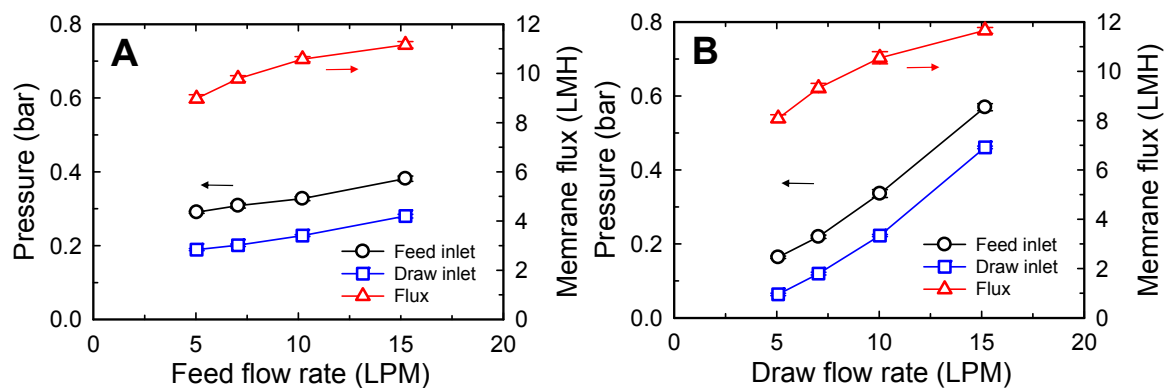 A
0.8
0.6
0.4
0.2
0.0
Pressure (bar)
12
10
8
6
4
2
0
Memrane flux (LMH)
Feed inlet
Draw inlet
Flux
0
5
10
15
20
Feed flow rate (LPM)
B
0.8
0.6
0.4
0.2
0.0
Pressure (bar)
12
10
8
6
4
2
0
Memrane flux (LMH)
Feed inlet
Draw inlet
Flux
0
5
10
15
20
Draw flow rate (LPM)